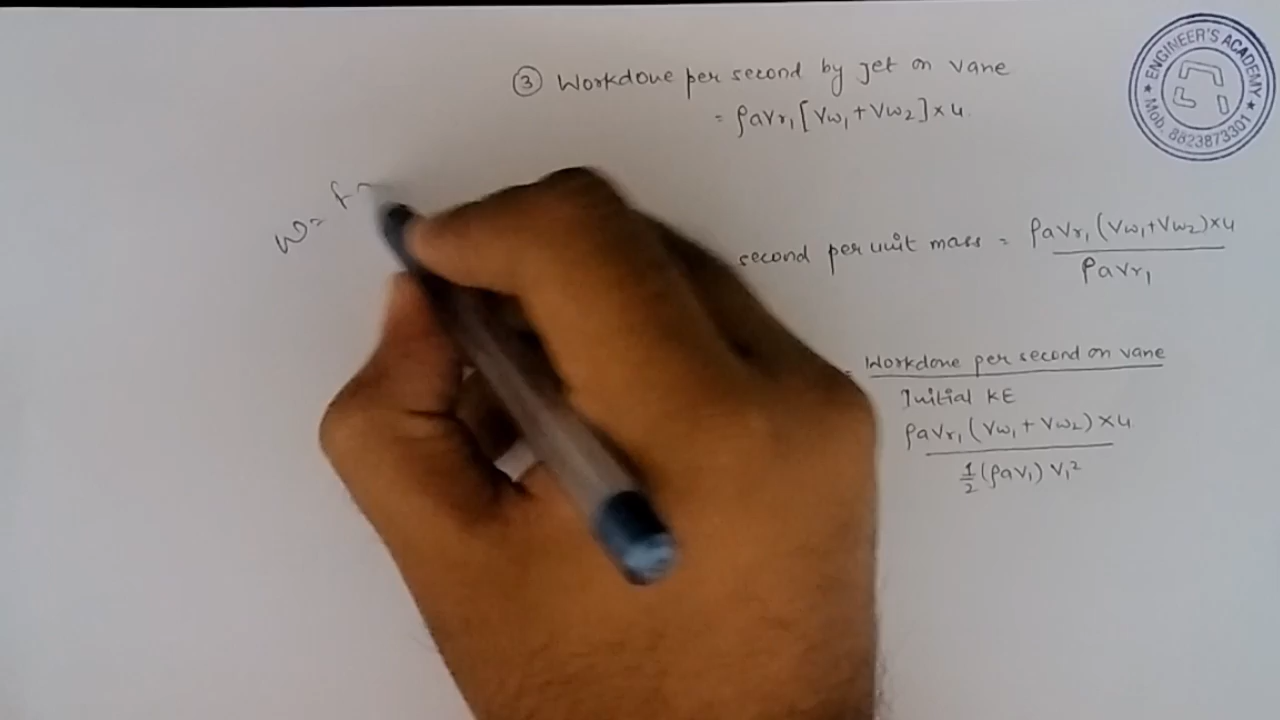 ③ Workdone per second by jet on vane
= ρaVr₁[Vw₁+Vw₂]×u
W= f
second per unit mass = ρaVr₁(Vw₁+Vw₂)×u
ρaVr₁
= Workdone per second on vane
Initial KE
ρaVr₁(Vw₁+Vw₂)×u
½(ρaV₁)V₁²
ENGINEER'S ACADEMY
Mob. 8823873301